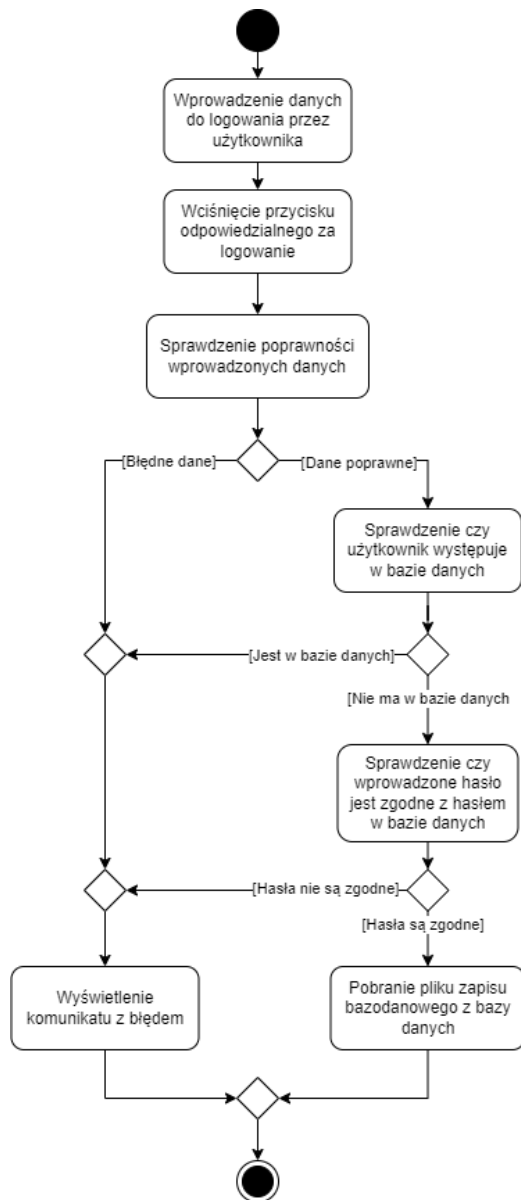 Wprowadzenie danych
do logowania przez
użytkownika
Wciśnięcie przycisku
odpowiedzialnego za
logowanie
Sprawdzenie poprawności
wprowadzonych danych
[Błędne dane]
[Dane poprawne]
Sprawdzenie czy
użytkownik występuje
w bazie danych
[Jest w bazie danych]
[Nie ma w bazie danych
Sprawdzenie czy
wprowadzone hasło
jest zgodne z hasłem
w bazie danych
[Hasła nie są zgodne]
[Hasła są zgodne]
Wyświetlenie
komunikatu z błędem
Pobranie pliku zapisu
bazodanowego z bazy
danych